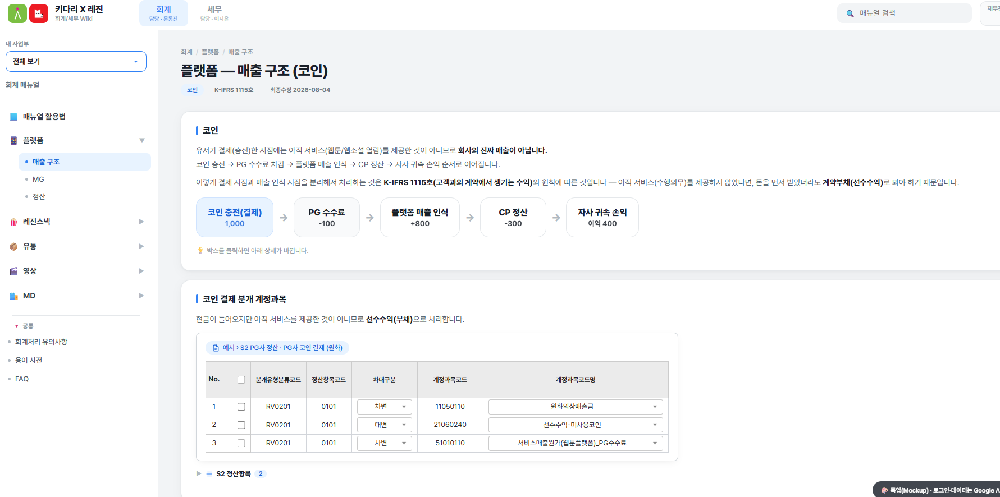 키다리 X 레진
회계/세무 Wiki
회계
담당 · 문동진
세무
담당 · 이지윤
매뉴얼 검색
내 사업부
전체 보기
회계 매뉴얼
매뉴얼 활용법
플랫폼
매출 구조
MG
정산
레진스낵
유통
영상
MD
공통
회계처리 유의사항
용어 사전
FAQ
회계 / 플랫폼 / 매출 구조
플랫폼 — 매출 구조 (코인)
코인 K-IFRS 1115호 최종수정 2026-08-04
코인
유저가 결제(충전)한 시점에는 아직 서비스(웹툰/웹소설 열람)를 제공한 것이 아니므로 회사의 진짜 매출이 아닙니다.
코인 충전 → PG 수수료 차감 → 플랫폼 매출 인식 → CP 정산 → 자사 귀속 손익 순서로 이어집니다.
이렇게 결제 시점과 매출 인식 시점을 분리해서 처리하는 것은 K-IFRS 1115호(고객과의 계약에서 생기는 수익)의 원칙에 따른 것입니다 — 아직 서비스(수행의무)를 제공하지 않았다면, 돈을 먼저 받았더라도 계약부채(선수수익)로 봐야 하기 때문입니다.
코인 충전(결제) → PG 수수료 → 플랫폼 매출 인식 → CP 정산 → 자사 귀속 손익
1,000 -100 +800 -300 이익 400
박스를 클릭하면 아래 상세가 바뀝니다.
코인 결제 분개 계정과목
현금이 들어오지만 아직 서비스를 제공한 것이 아니므로 선수수익(부채)으로 처리합니다.
예시 › S2 PG사 정산 · PG사 코인 결제 (원화)
No. 분개유형분류코드 정산항목코드 차대구분 계정과목코드 계정과목코드명
1 RV0201 0101 차변 11050110 원화외상매출금
2 RV0201 0101 대변 21060240 선수수익-미사용코인
3 RV0201 0101 차변 51010110 서비스매출원가(웹툰플랫폼)_PG수수료
S2 정산항목 2
목업(Mockup) · 로그인·데이터는 Google A